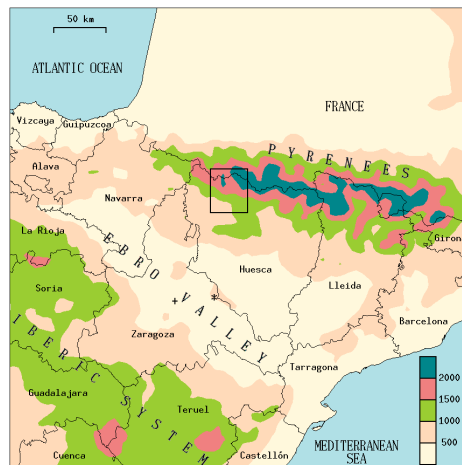 50 km
ATLANTIC OCEAN
FRANCE
Vizcaya
Guipuzcoa
PYRENEES
Alava
Navarra
La Rioja
Giron
EBRO VALLEY
Huesca
Soria
Lleida
Barcelona
Zaragoza
IBERIC SYSTEM
Tarragona
Guadalajara
Teruel
2000
1500
1000
500
Cuenca
Castellón
MEDITERRANEAN
SEA